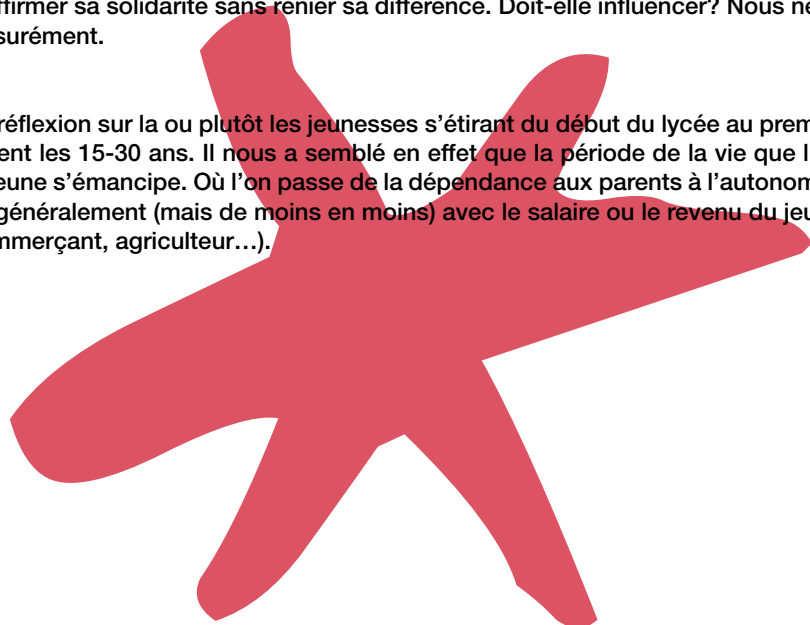 ffirmer sa solidarité sans renier sa différence. Doit-elle influencer? Nous ne
surément.
réflexion sur la ou plutôt les jeunesses s’étirant du début du lycée au prem
ent les 15-30 ans. Il nous a semblé en effet que la période de la vie que l
eune s’émancipe. Où l’on passe de la dépendance aux parents à l’autonom
généralement (mais de moins en moins) avec le salaire ou le revenu du jeu
mmerçant, agriculteur…).